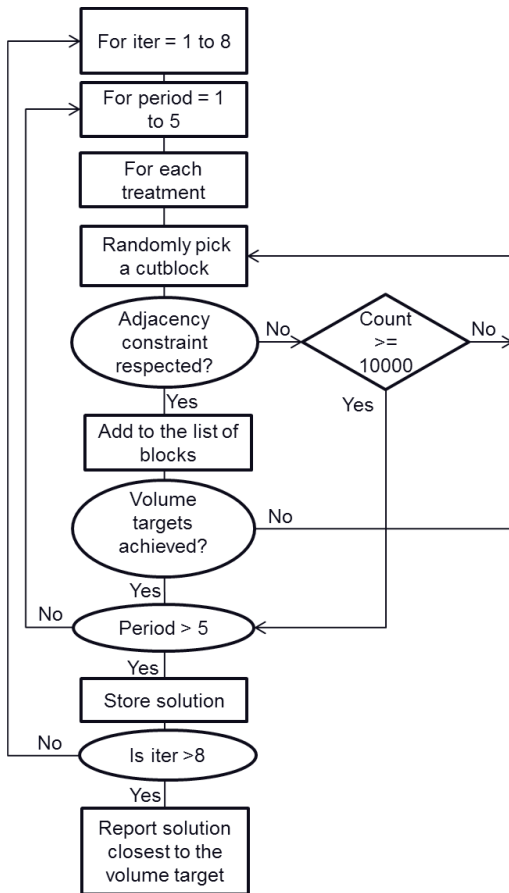 For iter = 1 to 8
For period = 1
to 5
For each
treatment
Randomly pick
a cutblock
Adjacency
constraint
respected?
No
Count
>=
10000
No
Yes
Yes
Add to the list of
blocks
Volume
targets
achieved?
No
Yes
No
Period > 5
Yes
Store solution
No
Is iter >8
Yes
Report solution
closest to the
volume target